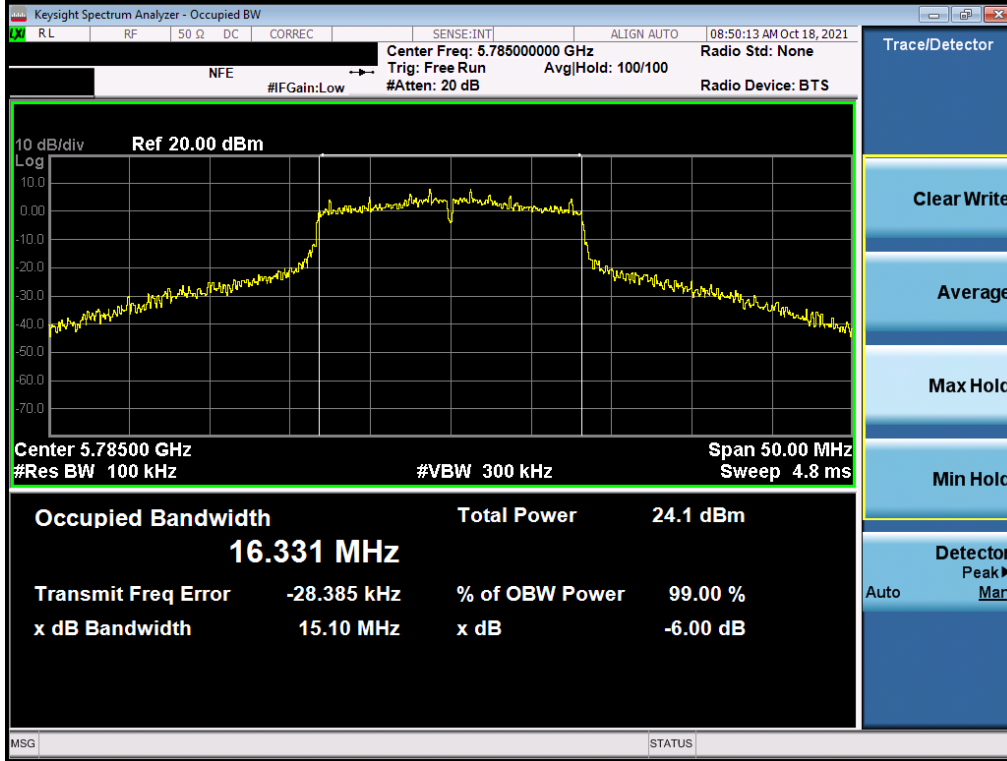 Keysight Spectrum Analyzer - Occupied BW
LXI RL RF 50 Ω DC CORREC SENSE:INT ALIGN AUTO 08:50:13 AM Oct 18, 2021
Center Freq: 5.785000000 GHz Radio Std: None
NFE Trig: Free Run Avg|Hold: 100/100
#IFGain:Low #Atten: 20 dB Radio Device: BTS
10 dB/div Ref 20.00 dBm
Log
10.0
0.00
-10.0
-20.0
-30.0
-40.0
-50.0
-60.0
-70.0
Center 5.78500 GHz Span 50.00 MHz
#Res BW 100 kHz #VBW 300 kHz Sweep 4.8 ms
Occupied Bandwidth Total Power 24.1 dBm
16.331 MHz
Transmit Freq Error -28.385 kHz % of OBW Power 99.00 %
x dB Bandwidth 15.10 MHz x dB -6.00 dB
MSG STATUS
Trace/Detector
Clear Write
Average
Max Hold
Min Hold
Detector
Peak
Auto Man